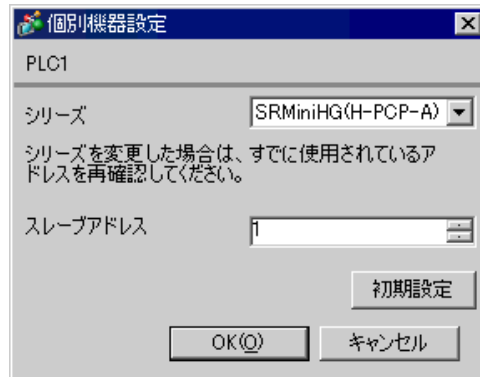 個別機器設定
PLC1
シリーズ SRMiniHG(H-PCP-A)
シリーズを変更した場合は、すでに使用されているア
ドレスを再確認してください。
スレーブアドレス 1
初期設定
OK(O) キャンセル